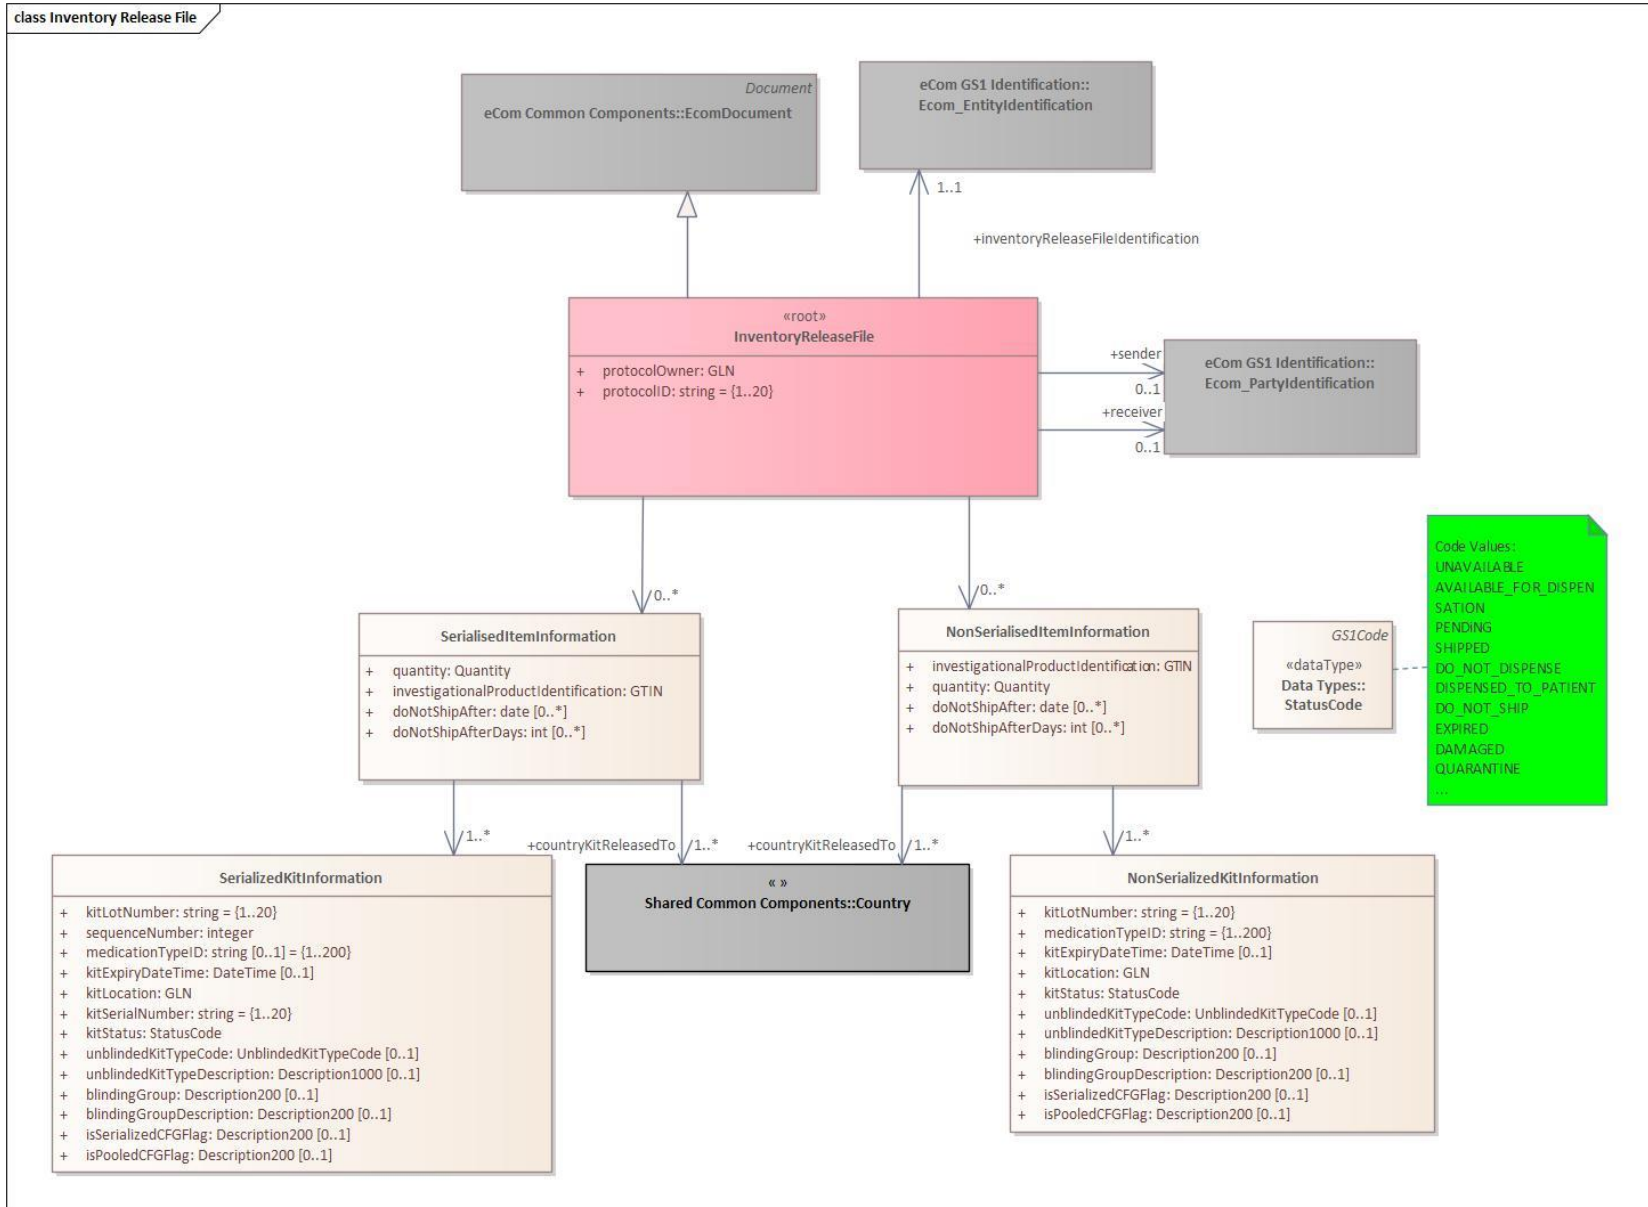 class Inventory Release File
Document
eCom Common Components::EcomDocument
eCom GS1 Identification::
Ecom_EntityIdentification
1..1
+inventoryReleaseFileIdentification
«root»
InventoryReleaseFile
+ protocolOwner: GLN
+ protocolID: string = {1..20}
+sender
0..1
+receiver
0..1
eCom GS1 Identification::
Ecom_PartyIdentification
0..*
0..*
SerialisedItemInformation
+ quantity: Quantity
+ investigationalProductIdentification: GTIN
+ doNotShipAfter: date [0..*]
+ doNotShipAfterDays: int [0..*]
NonSerialisedItemInformation
+ investigationalProductIdentification: GTIN
+ quantity: Quantity
+ doNotShipAfter: date [0..*]
+ doNotShipAfterDays: int [0..*]
GS1Code
«dataType»
Data Types::
StatusCode
Code Values:
UNAVAILABLE
AVAILABLE_FOR_DISPEN
SATION
PENDING
SHIPPED
DO_NOT_DISPENSE
DISPENSED_TO_PATIENT
DO_NOT_SHIP
EXPIRED
DAMAGED
QUARANTINE
...
1..*
+countryKitReleasedTo
1..*
+countryKitReleasedTo
1..*
1..*
SerializedKitInformation
+ kitLotNumber: string = {1..20}
+ sequenceNumber: integer
+ medicationTypeID: string [0..1] = {1..200}
+ kitExpiryDateTime: DateTime [0..1]
+ kitLocation: GLN
+ kitSerialNumber: string = {1..20}
+ kitStatus: StatusCode
+ unblindedKitTypeCode: UnblindedKitTypeCode [0..1]
+ unblindedKitTypeDescription: Description1000 [0..1]
+ blindingGroup: Description200 [0..1]
+ blindingGroupDescription: Description200 [0..1]
+ isSerializedCFGFlag: Description200 [0..1]
+ isPooledCFGFlag: Description200 [0..1]
« »
Shared Common Components::Country
NonSerializedKitInformation
+ kitLotNumber: string = {1..20}
+ medicationTypeID: string = {1..200}
+ kitExpiryDateTime: DateTime [0..1]
+ kitLocation: GLN
+ kitStatus: StatusCode
+ unblindedKitTypeCode: UnblindedKitTypeCode [0..1]
+ unblindedKitTypeDescription: Description1000 [0..1]
+ blindingGroup: Description200 [0..1]
+ blindingGroupDescription: Description200 [0..1]
+ isSerializedCFGFlag: Description200 [0..1]
+ isPooledCFGFlag: Description200 [0..1]